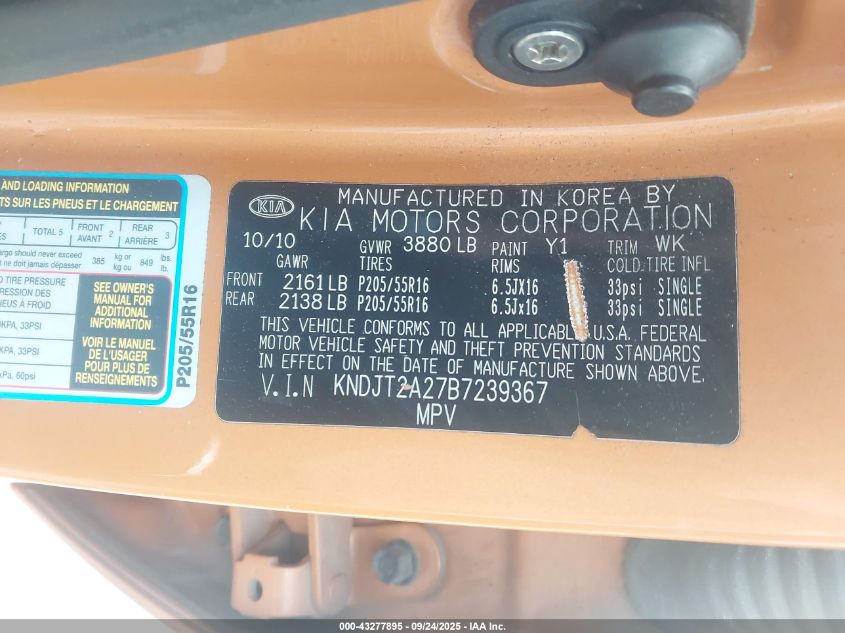 AND LOADING INFORMATION
TS SUR LES PNEUS ET LE CHARGEMENT
TOTAL 5 FRONT AVANT 2 REAR ARRIÈRE 3
argo should never exceed 385 kg or 849 lbs.
ne doit jamais dépasser kg ou lb.
TIRE PRESSURE
PRESSION DES
NEUS À FROID
KPA, 33PSI
KPA, 33PSI
kPa, 60psi
SEE OWNER'S
MANUAL FOR
ADDITIONAL
INFORMATION
VOIR LE MANUEL
DE L'USAGER
POUR PLUS DE
RENSEIGNEMENTS
P205/55R16
KIA
MANUFACTURED IN KOREA BY
KIA MOTORS CORPORATION
10/10 GVWR 3880 LB PAINT Y1 TRIM WK
GAWR TIRES RIMS COLD TIRE INFL
FRONT 2161 LB P205/55R16 6.5JX16 33psi SINGLE
REAR 2138 LB P205/55R16 6.5JX16 33psi SINGLE
THIS VEHICLE CONFORMS TO ALL APPLICABLE U.S.A. FEDERAL
MOTOR VEHICLE SAFETY AND THEFT PREVENTION STANDARDS
IN EFFECT ON THE DATE OF MANUFACTURE SHOWN ABOVE.
V.I.N KNDJT2A27B7239367
MPV
000-43277895 - 09/24/2025 - IAA Inc.